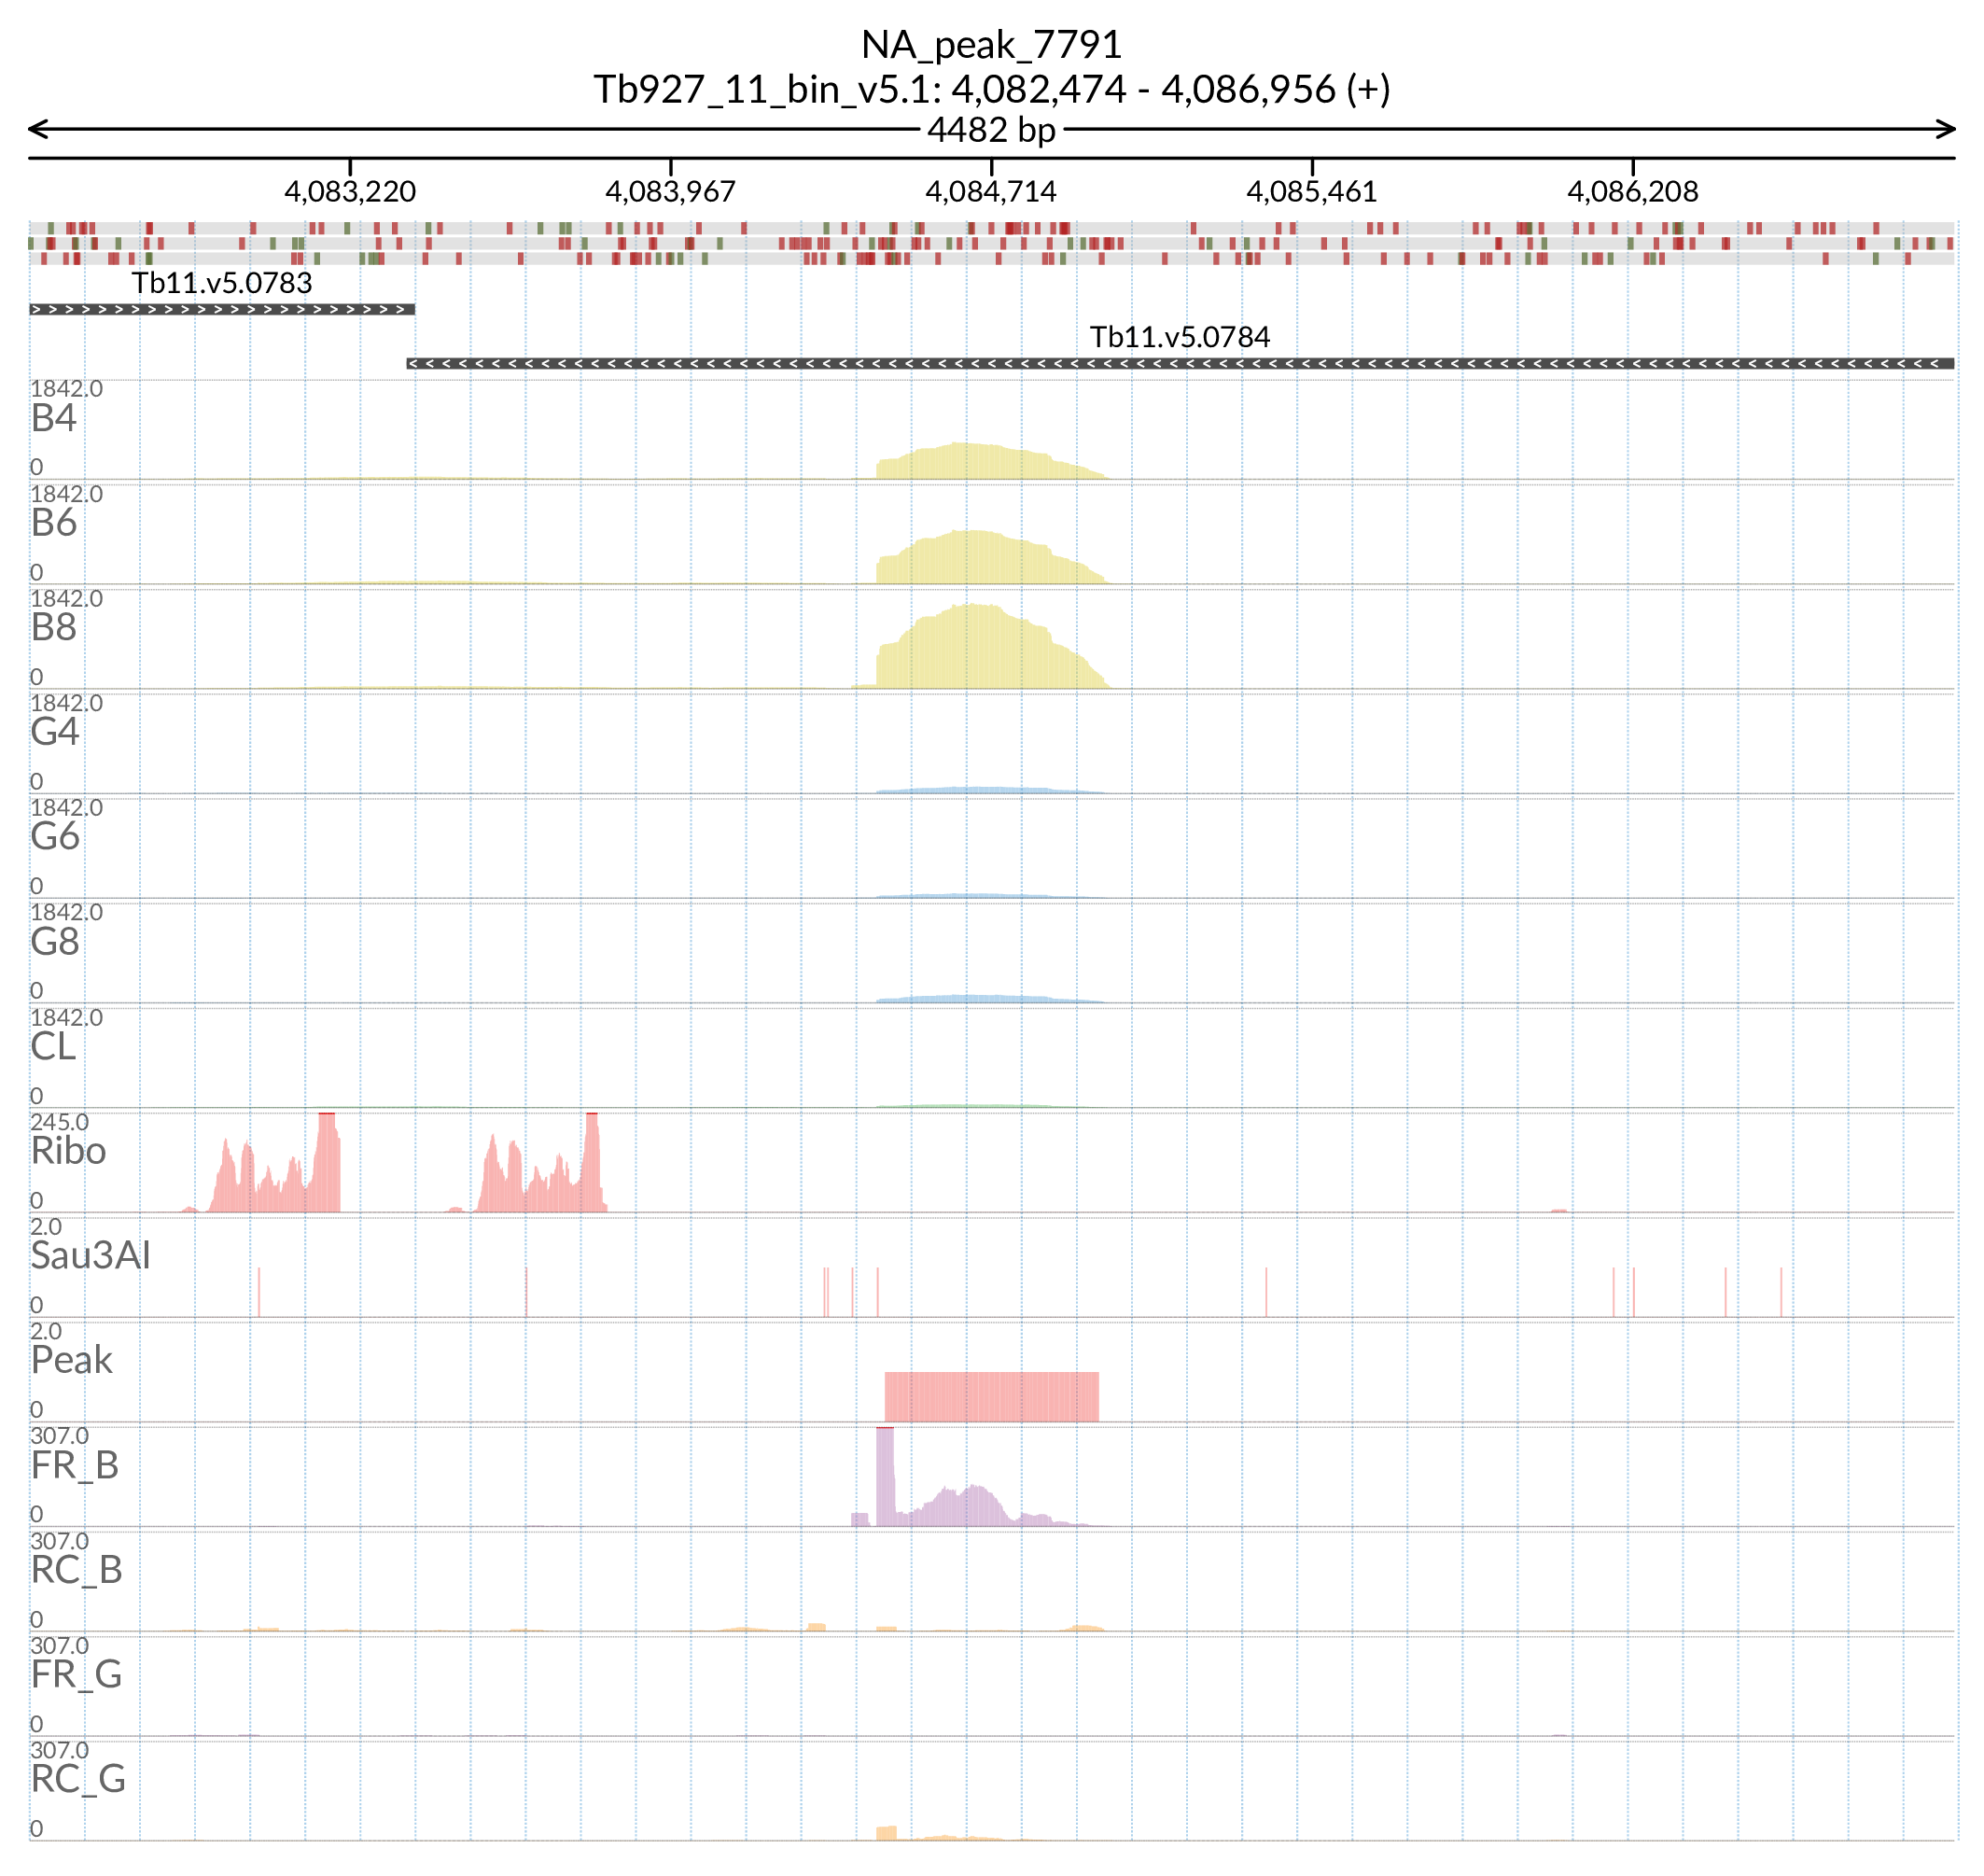 NA_peak_7791
Tb927_11_bin_v5.1: 4,082,474 - 4,086,956 (+)
4482 bp
4,083,220 4,083,967 4,084,714 4,085,461 4,086,208
Tb11.v5.0783
Tb11.v5.0784
1842.0
B4
0
1842.0
B6
0
1842.0
B8
0
1842.0
G4
0
1842.0
G6
0
1842.0
G8
0
1842.0
CL
0
245.0
Ribo
0
2.0
Sau3AI
0
2.0
Peak
0
307.0
FR_B
0
307.0
RC_B
0
307.0
FR_G
0
307.0
RC_G
0